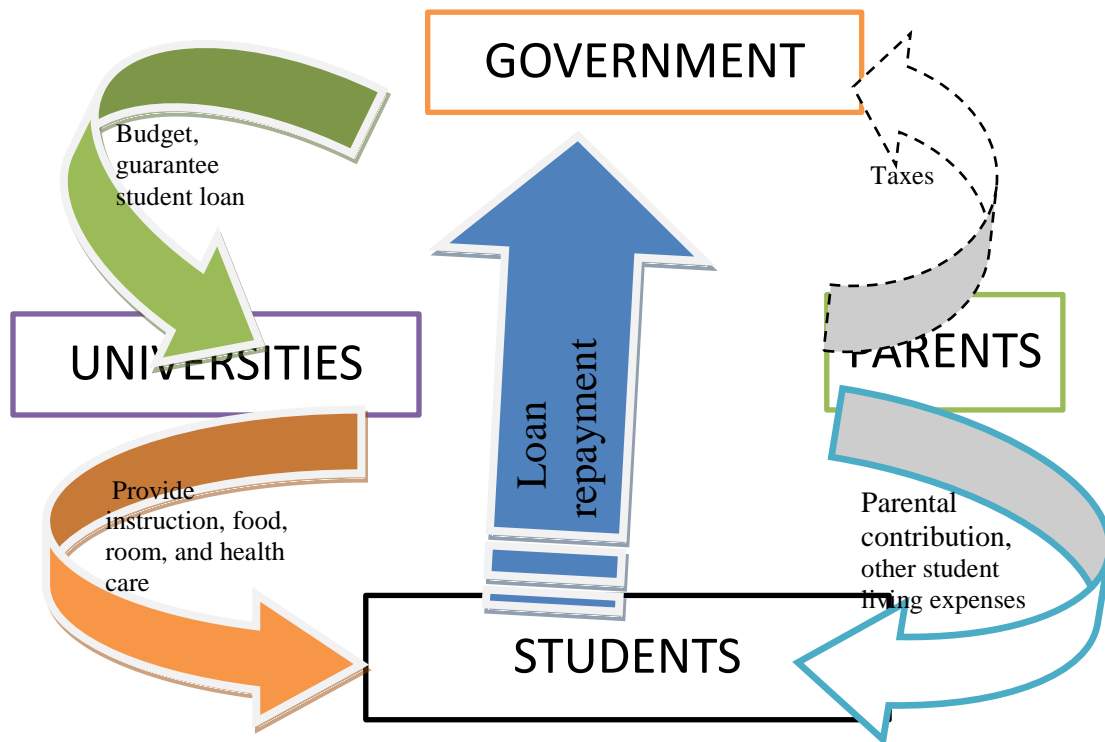 GOVERNMENT
Budget,
guarantee
student loan
Taxes
UNIVERSITIES
PARENTS
Loan
repayment
Provide
instruction, food,
room, and health
care
Parental
contribution,
other student
living expenses
STUDENTS